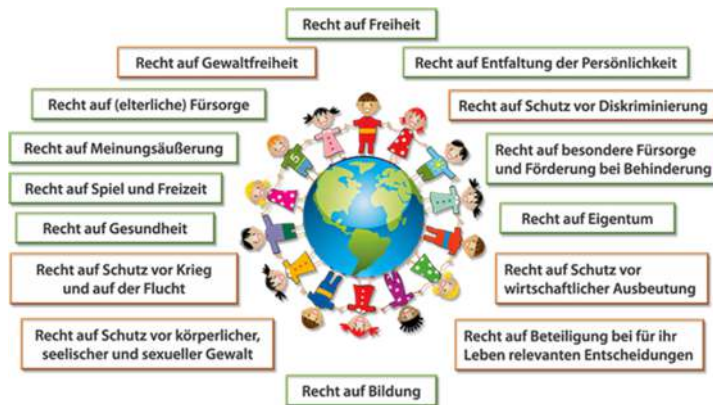 Recht auf Freiheit
Recht auf Gewaltfreiheit
Recht auf Entfaltung der Persönlichkeit
Recht auf (elterliche) Fürsorge
Recht auf Schutz vor Diskriminierung
Recht auf Meinungsäußerung
Recht auf besondere Fürsorge
und Förderung bei Behinderung
Recht auf Spiel und Freizeit
Recht auf Gesundheit
Recht auf Eigentum
Recht auf Schutz vor Krieg
und auf der Flucht
Recht auf Schutz vor
wirtschaftlicher Ausbeutung
Recht auf Schutz vor körperlicher,
seelischer und sexueller Gewalt
Recht auf Beteiligung bei für ihr
Leben relevanten Entscheidungen
Recht auf Bildung
5